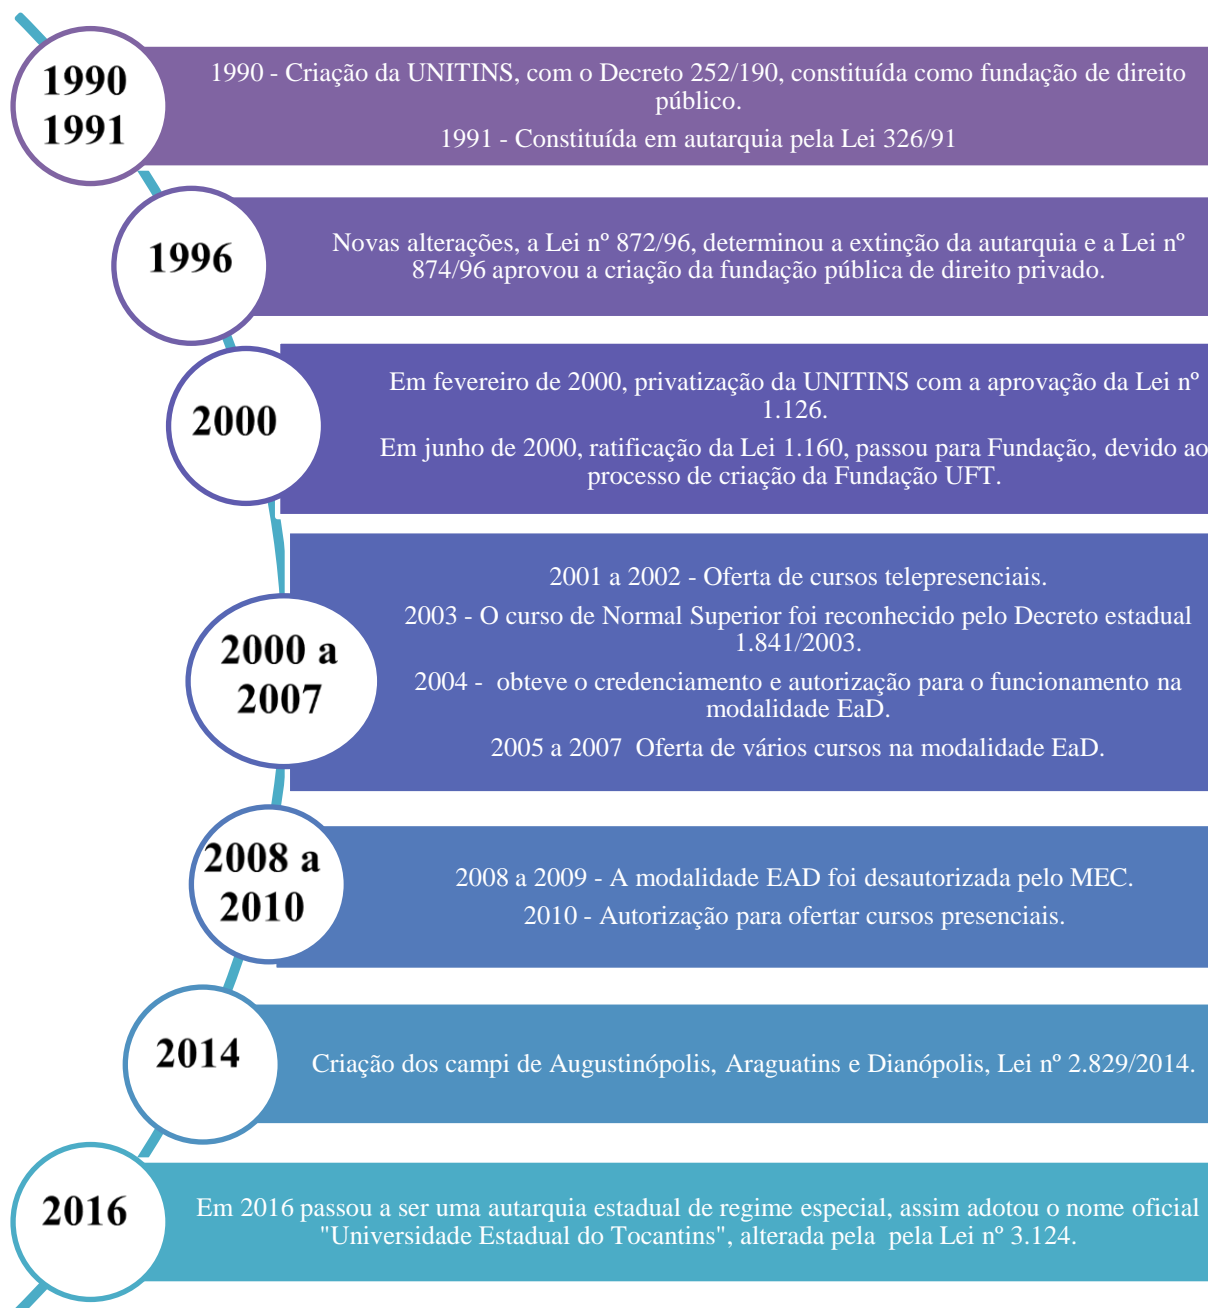 1990
1991
1990 - Criação da UNITINS, com o Decreto 252/190, constituída como fundação de direito
público.
1991 - Constituída em autarquia pela Lei 326/91
1996
Novas alterações, a Lei nº 872/96, determinou a extinção da autarquia e a Lei nº
874/96 aprovou a criação da fundação pública de direito privado.
2000
Em fevereiro de 2000, privatização da UNITINS com a aprovação da Lei nº
1.126.
Em junho de 2000, ratificação da Lei 1.160, passou para Fundação, devido ao
processo de criação da Fundação UFT.
2000 a
2007
2001 a 2002 - Oferta de cursos telepresenciais.
2003 - O curso de Normal Superior foi reconhecido pelo Decreto estadual
1.841/2003.
2004 -  obteve o credenciamento e autorização para o funcionamento na
modalidade EaD.
2005 a 2007  Oferta de vários cursos na modalidade EaD.
2008 a
2010
2008 a 2009 - A modalidade EAD foi desautorizada pelo MEC.
2010 - Autorização para ofertar cursos presenciais.
2014
Criação dos campi de Augustinópolis, Araguatins e Dianópolis, Lei nº 2.829/2014.
2016
Em 2016 passou a ser uma autarquia estadual de regime especial, assim adotou o nome oficial
"Universidade Estadual do Tocantins", alterada pela  pela Lei nº 3.124.